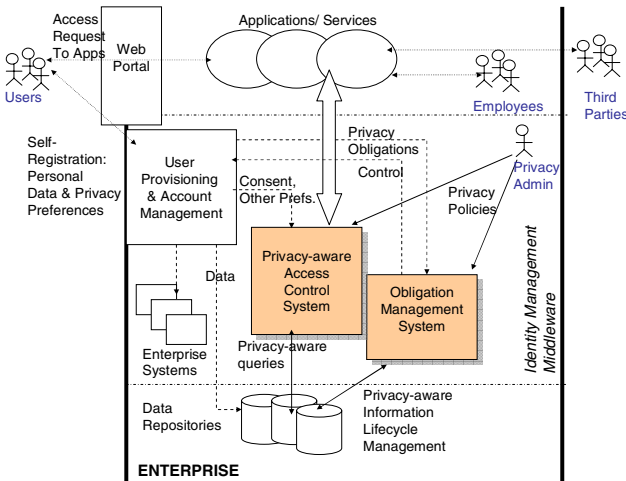 Applications/ Services
Access
Request
To Apps
Web
Portal
Users
Employees
Third
Parties
Self-
Registration:
Personal
Data & Privacy
Preferences
User
Provisioning
& Account
Management
Privacy
Obligations
Control
Consent,
Other Prefs.
Privacy
Admin
Privacy
Policies
Privacy-aware
Access
Control
System
Obligation
Management
System
Identity Management
Middleware
Data
Enterprise
Systems
Privacy-aware
queries
Data
Repositories
Privacy-aware
Information
Lifecycle
Management
ENTERPRISE